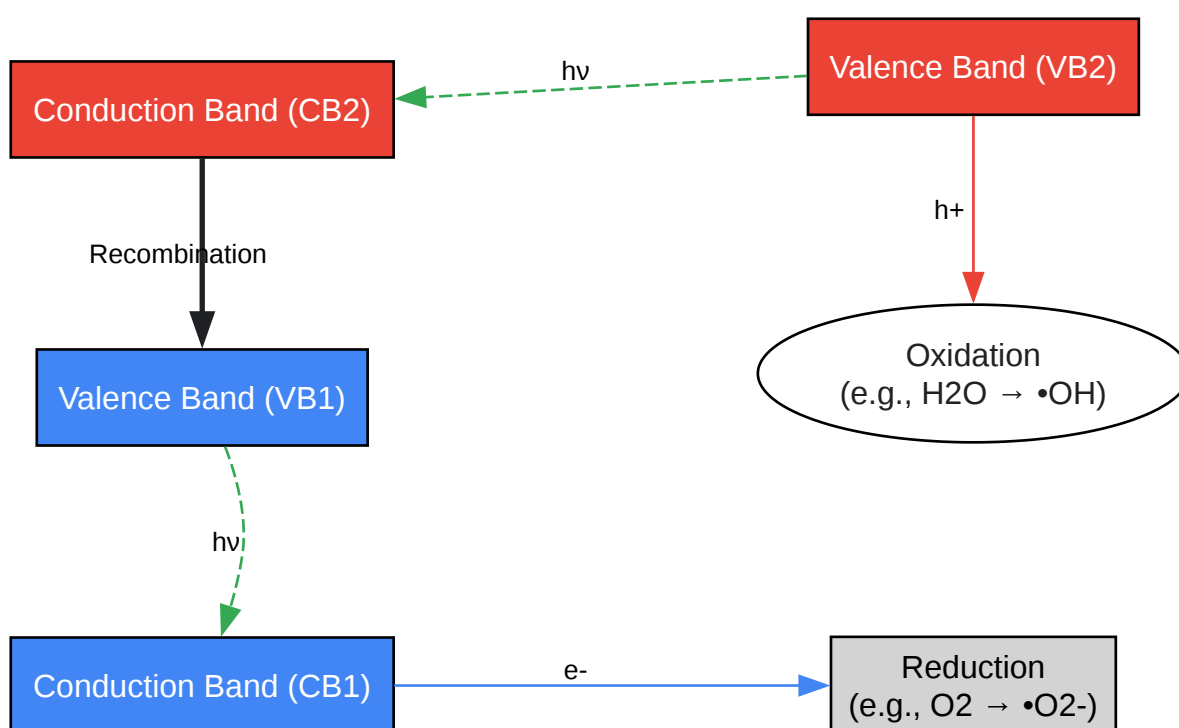 hν
Valence Band (VB2)
Conduction Band (CB2)
h+
Recombination
Oxidation
(e.g., H2O → •OH)
Valence Band (VB1)
hν
Conduction Band (CB1)
e-
Reduction
(e.g., O2 → •O2-)